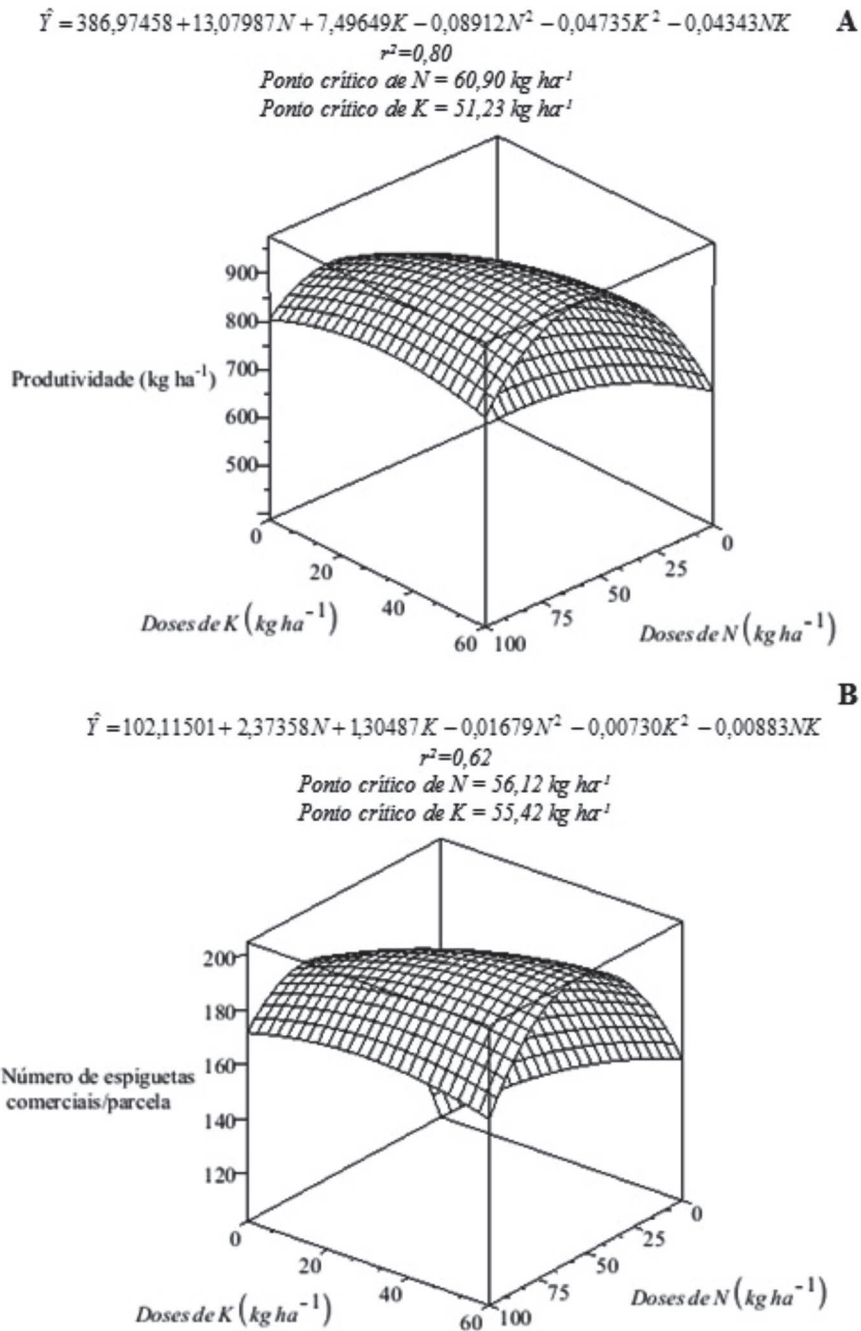 Ŷ = 386,97458 + 13,07987N + 7,49649K − 0,08912N² − 0,04735K² − 0,04343NK
A
r²=0,80
Ponto crítico de N = 60,90 kg ha⁻¹
Ponto crítico de K = 51,23 kg ha⁻¹
900
800
700
Produtividade (kg ha⁻¹)
600
500
0
20
40
60
100
75
50
25
0
Doses de K (kg ha⁻¹)
Doses de N (kg ha⁻¹)
B
Ŷ = 102,11501 + 2,37358N + 1,30487K − 0,01679N² − 0,00730K² − 0,00883NK
r²=0,62
Ponto crítico de N = 56,12 kg ha⁻¹
Ponto crítico de K = 55,42 kg ha⁻¹
200
180
160
Número de espiguetas
comerciais/parcela
140
120
0
20
40
60
100
75
50
25
0
Doses de K (kg ha⁻¹)
Doses de N (kg ha⁻¹)